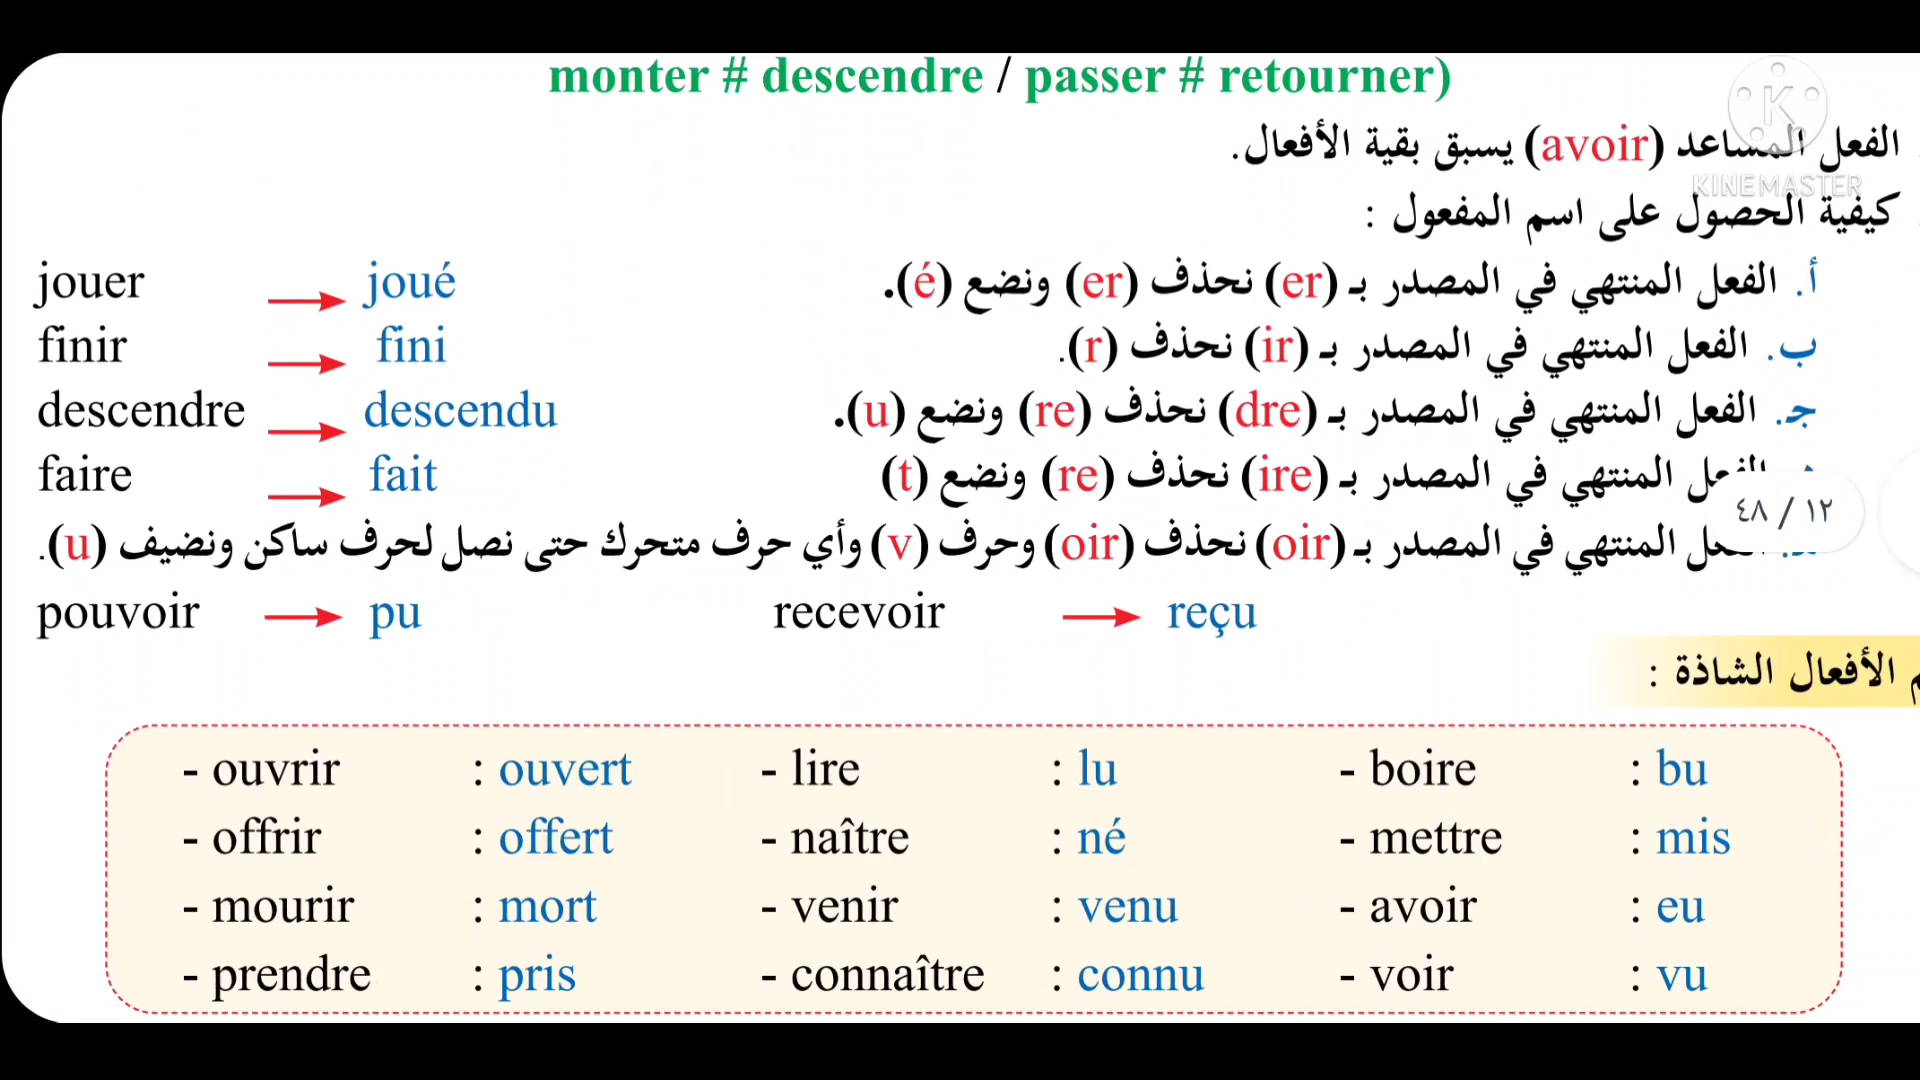 monter # descendre / passer # retourner)
الفعل المساعد (avoir) يسبق بقية الأفعال.
KINEMASTER
كيفية الحصول على اسم المفعول :
أ. الفعل المنتهي في المصدر بـ (er) نحذف (er) ونضع (é). jouer → joué
ب. الفعل المنتهي في المصدر بـ (ir) نحذف (r). finir → fini
جـ. الفعل المنتهي في المصدر بـ (dre) نحذف (re) ونضع (u). descendre → descendu
الفعل المنتهي في المصدر بـ (ire) نحذف (re) ونضع (t) faire → fait
١٢ / ٤٨
المنتهي في المصدر بـ (oir) نحذف (oir) وحرف (v) وأي حرف متحرك حتى نصل لحرف ساكن ونضيف (u).
pouvoir → pu recevoir → reçu
الأفعال الشاذة :
- ouvrir : ouvert - lire : lu - boire : bu
- offrir : offert - naître : né - mettre : mis
- mourir : mort - venir : venu - avoir : eu
- prendre : pris - connaître : connu - voir : vu